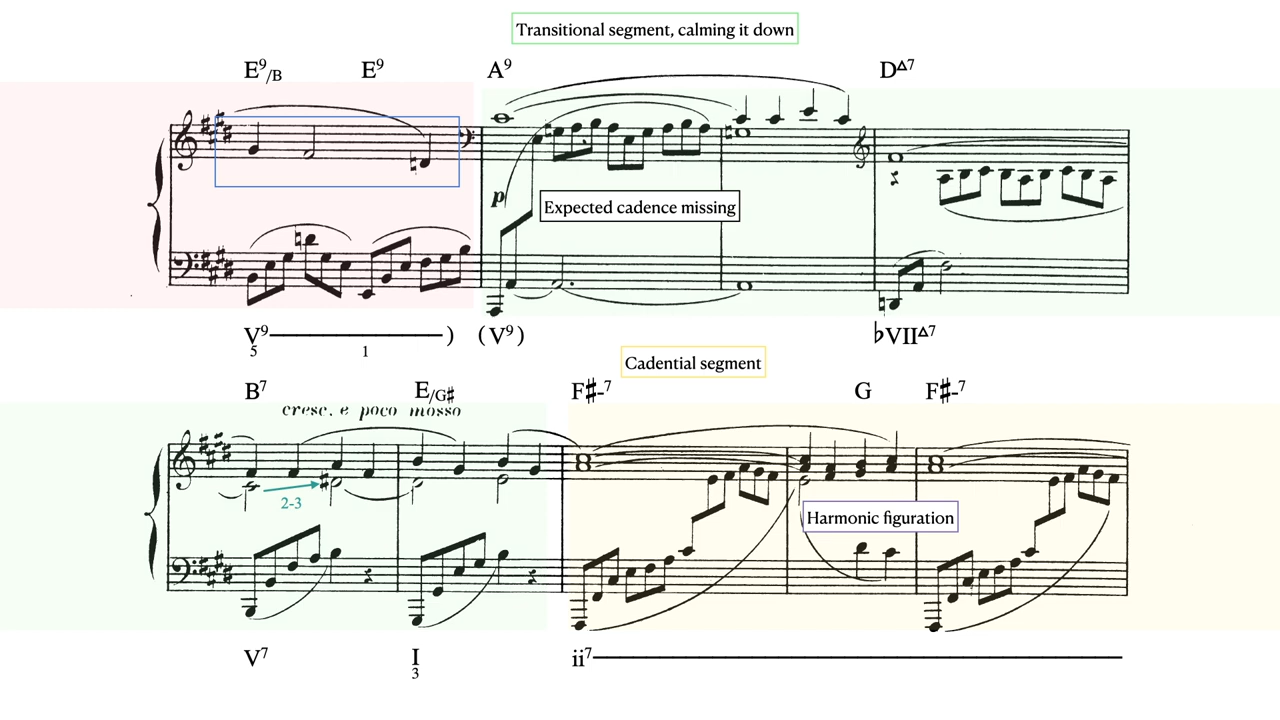 Transitional segment, calming it down
E⁹/B E⁹ A⁹ D△⁷
p
Expected cadence missing
V⁹ ) (V⁹) ♭VII△⁷
5 1
Cadential segment
B⁷ E/G♯ F♯-⁷ G F♯-⁷
cresc. e poco mosso
2-3
Harmonic figuration
V⁷ I ii⁷
3